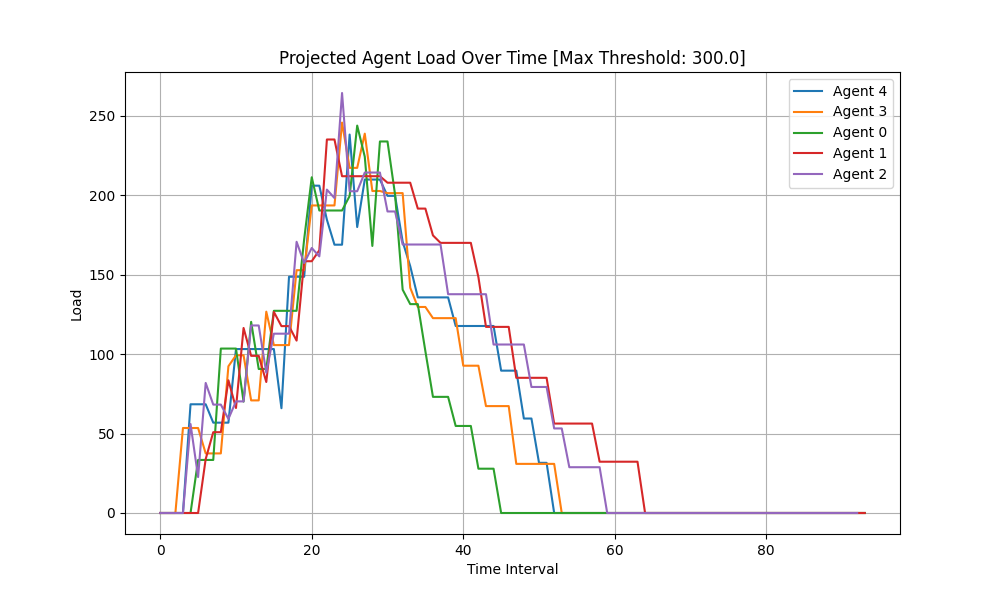 Projected Agent Load Over Time [Max Threshold: 300.0]
Agent 4
Agent 3
Agent 0
Agent 1
Agent 2
Load
250
200
150
100
50
0
0 20 40 60 80
Time Interval